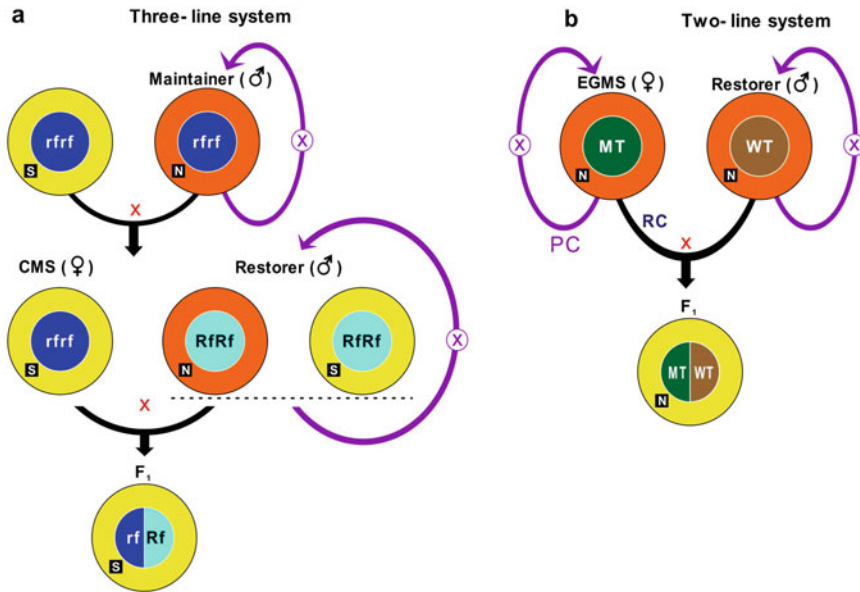 a
Three-line system
Maintainer (♂)
rfrf
S
rfrf
N
X
X
CMS (♀)
Restorer (♂)
rfrf
S
RfRf
N
RfRf
S
X
X
F1
rf
Rf
S
b
Two-line system
EGMS (♀)
Restorer (♂)
X
MT
N
WT
N
X
RC
X
PC
F1
MT
WT
N